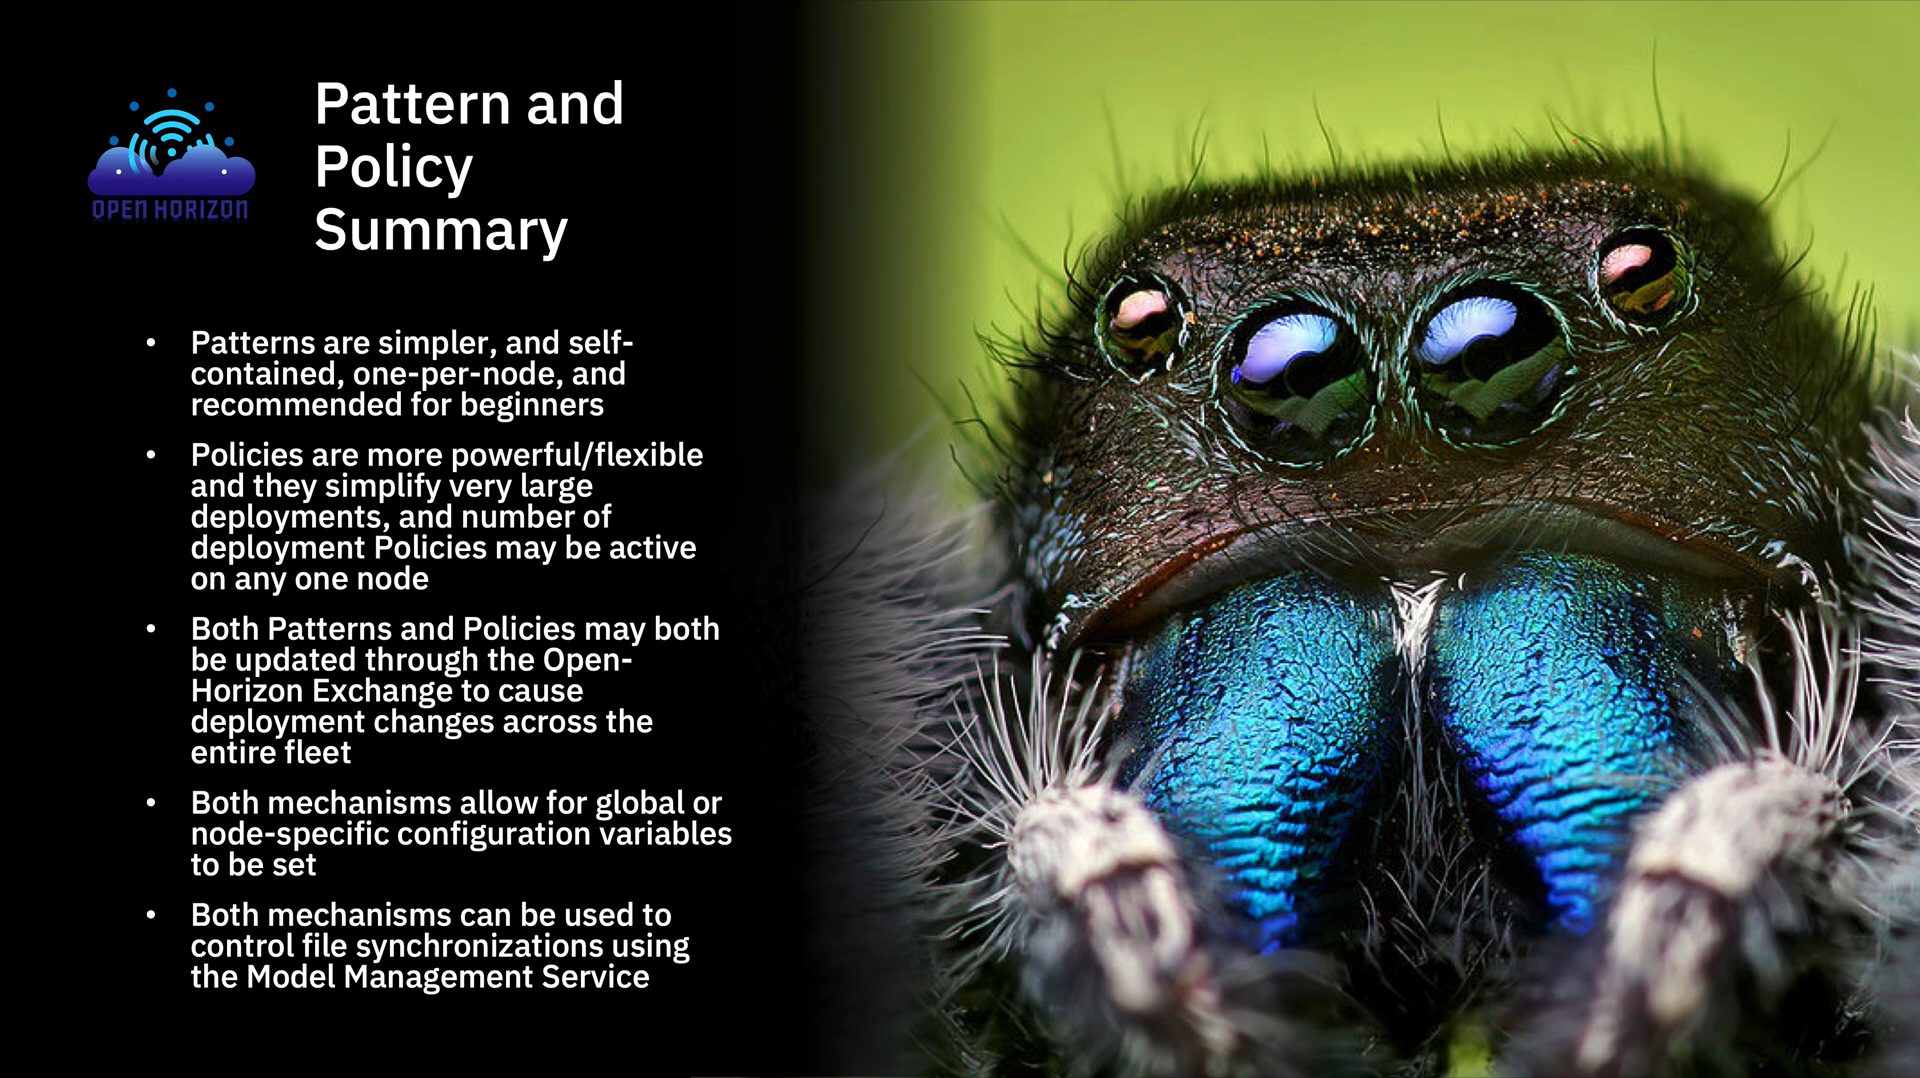 OPEN HORIZON
Pattern and
Policy
Summary
• Patterns are simpler, and self-
contained, one-per-node, and
recommended for beginners
• Policies are more powerful/flexible
and they simplify very large
deployments, and number of
deployment Policies may be active
on any one node
• Both Patterns and Policies may both
be updated through the Open-
Horizon Exchange to cause
deployment changes across the
entire fleet
• Both mechanisms allow for global or
node-specific configuration variables
to be set
• Both mechanisms can be used to
control file synchronizations using
the Model Management Service